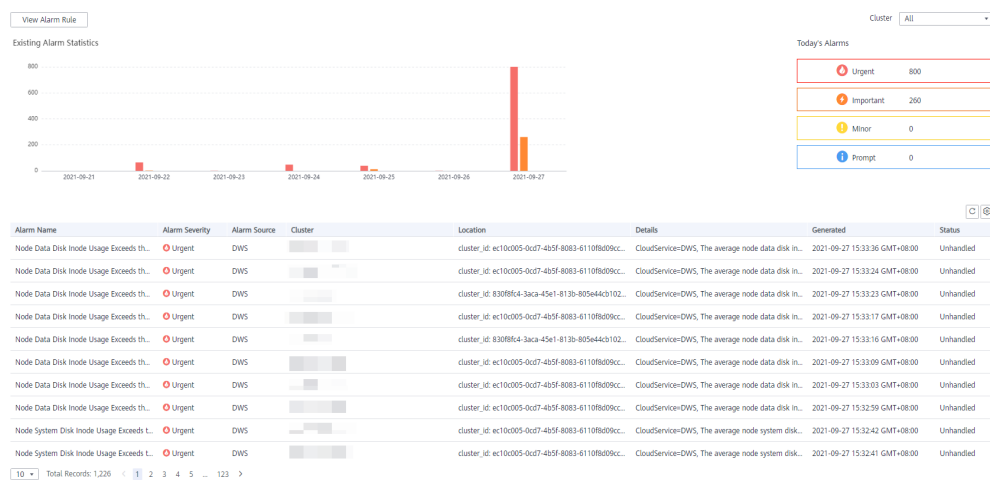 View Alarm Rule
Cluster All
Existing Alarm Statistics
Today's Alarms
800
600
400
200
0
2021-09-21 2021-09-22 2021-09-23 2021-09-24 2021-09-25 2021-09-26 2021-09-27
Urgent 800
Important 260
Minor 0
Prompt 0
Alarm Name Alarm Severity Alarm Source Cluster Location Details Generated Status
Node Data Disk Inode Usage Exceeds th... Urgent DWS cluster_id: ec10c005-0cd7-4b5f-8083-6110f8d09cc... CloudService=DWS, The average node data disk in... 2021-09-27 15:33:36 GMT+08:00 Unhandled
Node Data Disk Inode Usage Exceeds th... Urgent DWS cluster_id: ec10c005-0cd7-4b5f-8083-6110f8d09cc... CloudService=DWS, The average node data disk in... 2021-09-27 15:33:24 GMT+08:00 Unhandled
Node Data Disk Inode Usage Exceeds th... Urgent DWS cluster_id: 830f8fc4-3aca-45e1-813b-805e44cb102... CloudService=DWS, The average node data disk in... 2021-09-27 15:33:23 GMT+08:00 Unhandled
Node Data Disk Inode Usage Exceeds th... Urgent DWS cluster_id: ec10c005-0cd7-4b5f-8083-6110f8d09cc... CloudService=DWS, The average node data disk in... 2021-09-27 15:33:17 GMT+08:00 Unhandled
Node Data Disk Inode Usage Exceeds th... Urgent DWS cluster_id: 830f8fc4-3aca-45e1-813b-805e44cb102... CloudService=DWS, The average node data disk in... 2021-09-27 15:33:16 GMT+08:00 Unhandled
Node Data Disk Inode Usage Exceeds th... Urgent DWS cluster_id: ec10c005-0cd7-4b5f-8083-6110f8d09cc... CloudService=DWS, The average node data disk in... 2021-09-27 15:33:09 GMT+08:00 Unhandled
Node Data Disk Inode Usage Exceeds th... Urgent DWS cluster_id: ec10c005-0cd7-4b5f-8083-6110f8d09cc... CloudService=DWS, The average node data disk in... 2021-09-27 15:33:03 GMT+08:00 Unhandled
Node Data Disk Inode Usage Exceeds th... Urgent DWS cluster_id: ec10c005-0cd7-4b5f-8083-6110f8d09cc... CloudService=DWS, The average node data disk in... 2021-09-27 15:32:59 GMT+08:00 Unhandled
Node System Disk Inode Usage Exceeds t... Urgent DWS cluster_id: ec10c005-0cd7-4b5f-8083-6110f8d09cc... CloudService=DWS, The average node system disk... 2021-09-27 15:32:42 GMT+08:00 Unhandled
Node System Disk Inode Usage Exceeds t... Urgent DWS cluster_id: ec10c005-0cd7-4b5f-8083-6110f8d09cc... CloudService=DWS, The average node system disk... 2021-09-27 15:32:41 GMT+08:00 Unhandled
10 Total Records: 1,226 < 1 2 3 4 5 ... 123 >